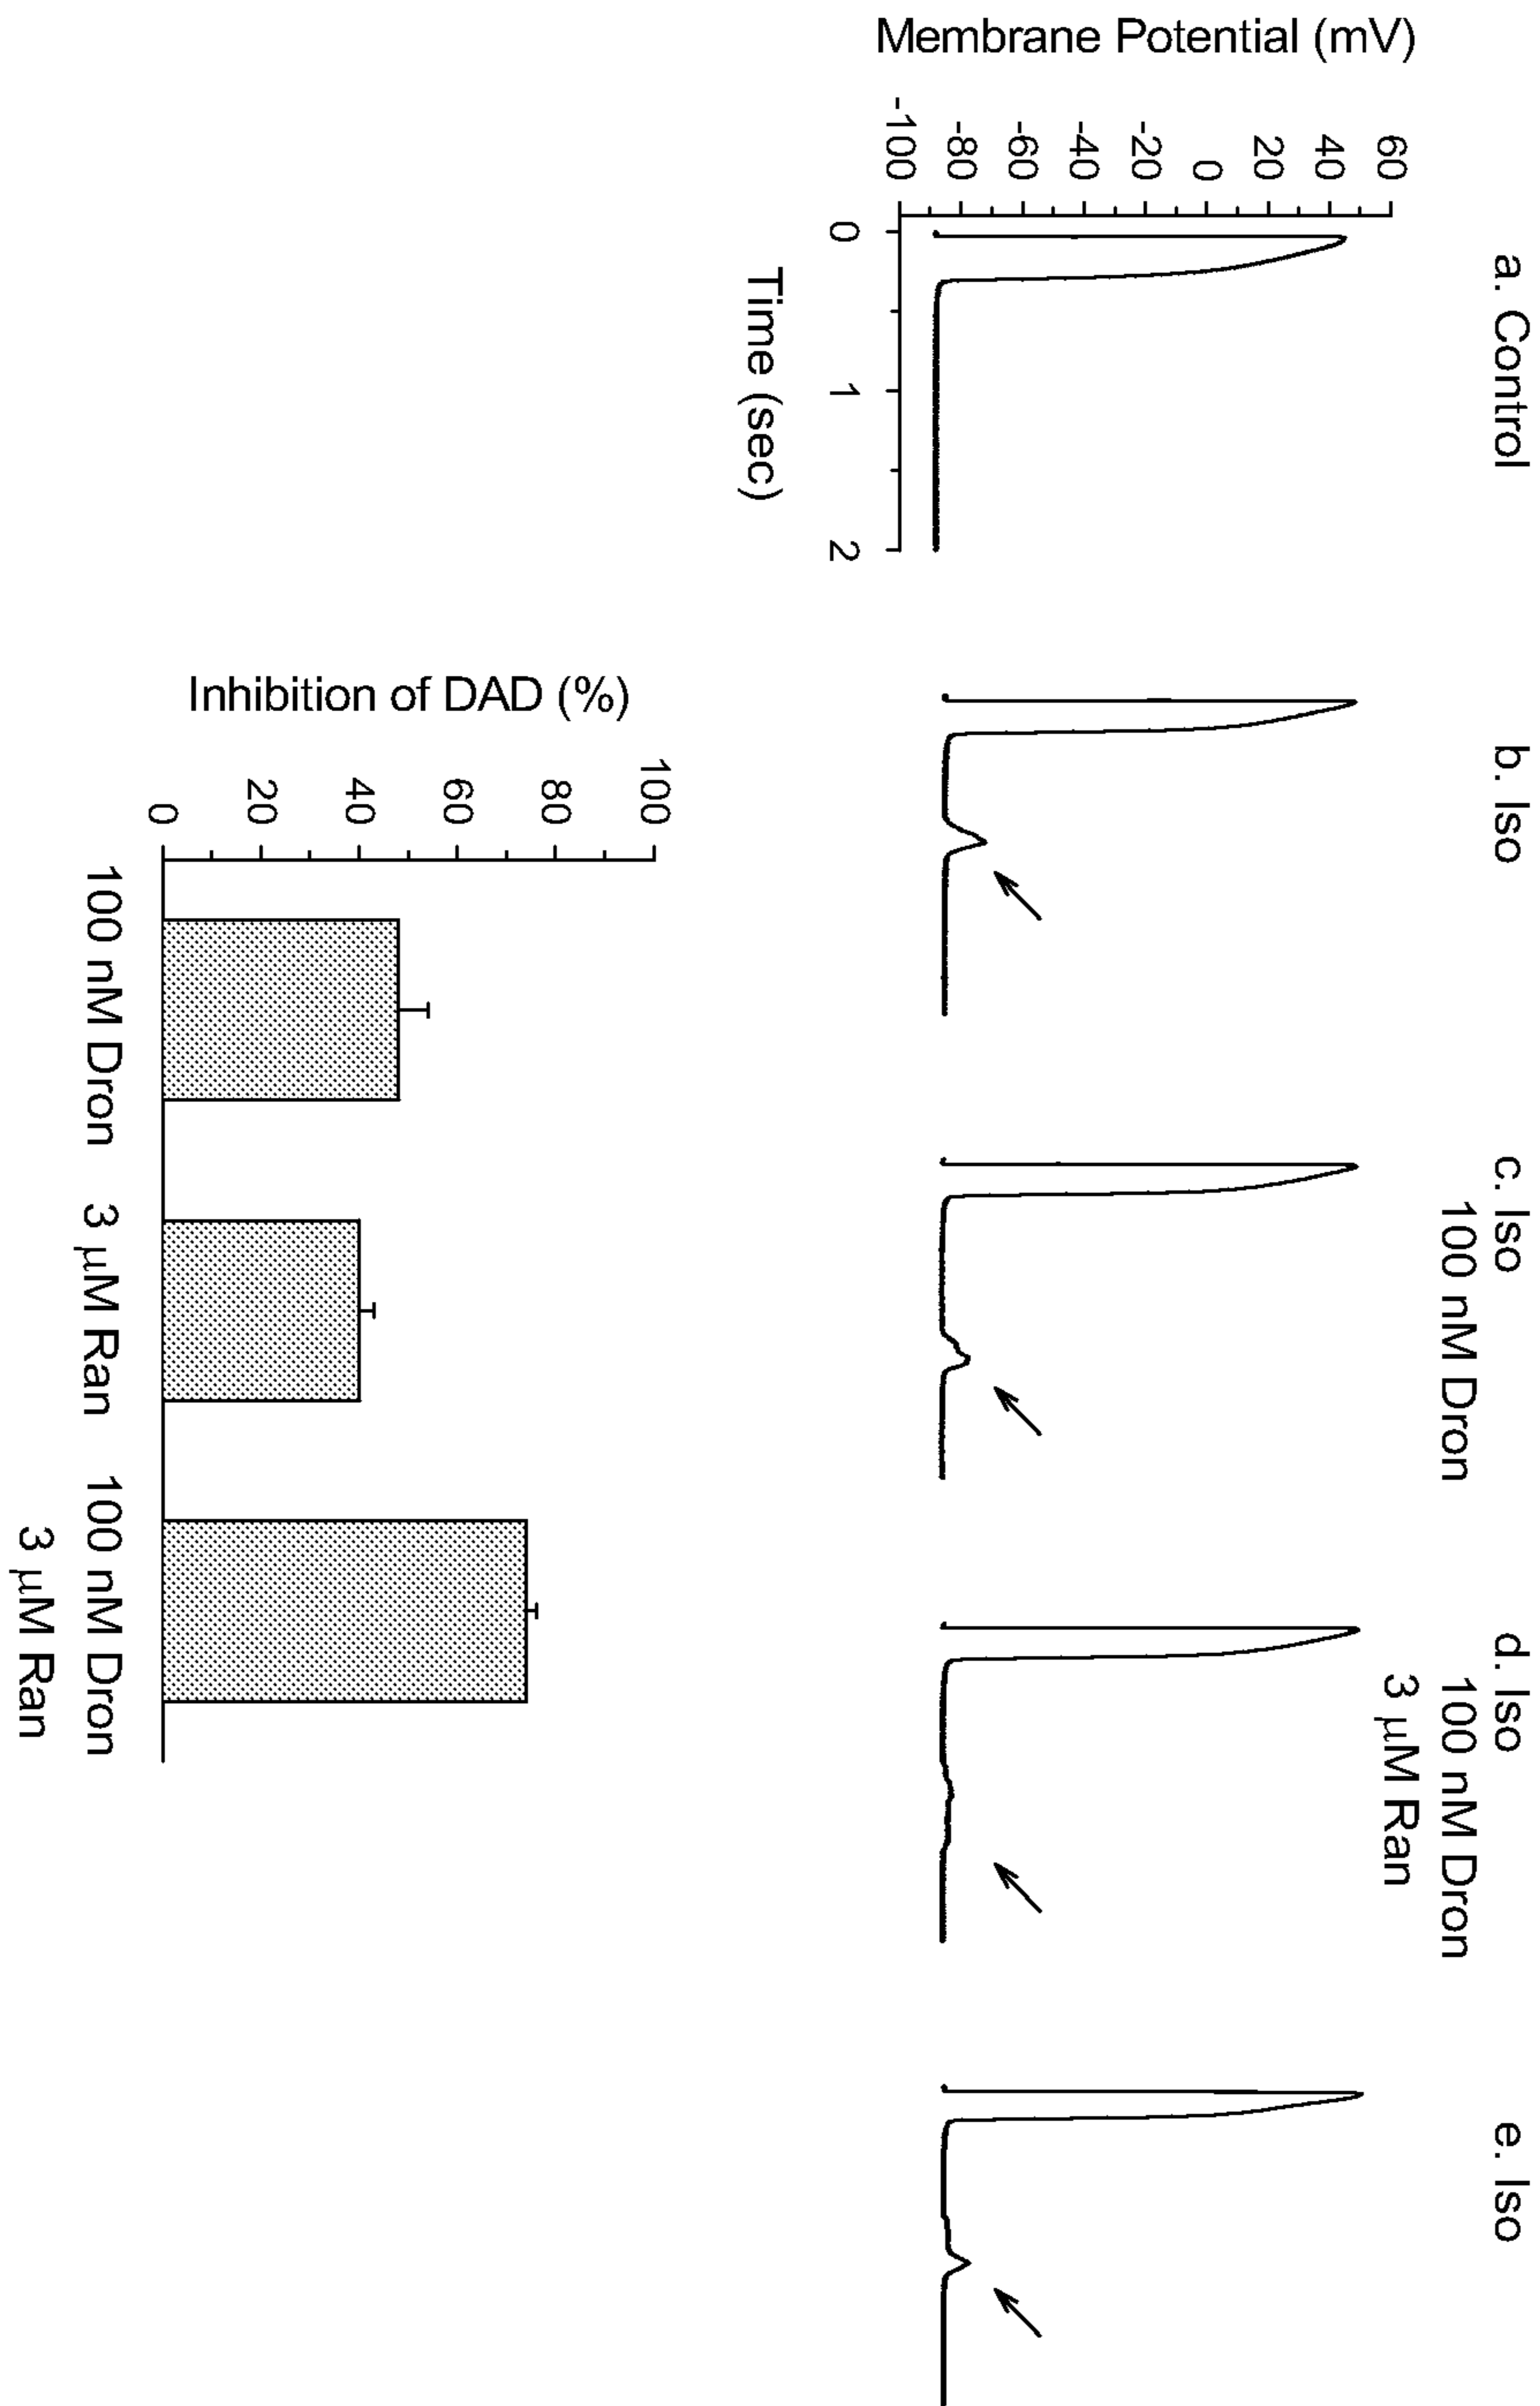 a. Control
b. Iso
c. Iso
100 nM Dron
d. Iso
100 nM Dron
3 μM Ran
e. Iso
Membrane Potential (mV)
60
40
20
0
-20
-40
-60
-80
-100
0
1
2
Time (sec)
Inhibition of DAD (%)
100
80
60
40
20
0
100 nM Dron
3 μM Ran
100 nM Dron
3 μM Ran